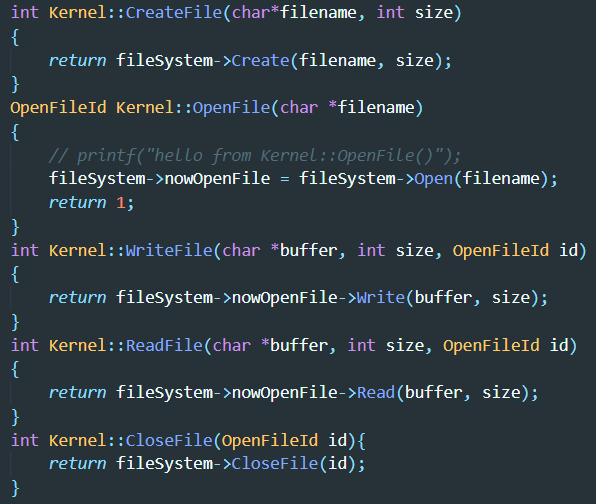 int Kernel::CreateFile(char*filename, int size)
{
    return fileSystem->Create(filename, size);
}
OpenFileId Kernel::OpenFile(char *filename)
{
    // printf("hello from Kernel::OpenFile()");
    fileSystem->nowOpenFile = fileSystem->Open(filename);
    return 1;
}
int Kernel::WriteFile(char *buffer, int size, OpenFileId id)
{
    return fileSystem->nowOpenFile->Write(buffer, size);
}
int Kernel::ReadFile(char *buffer, int size, OpenFileId id)
{
    return fileSystem->nowOpenFile->Read(buffer, size);
}
int Kernel::CloseFile(OpenFileId id){
    return fileSystem->CloseFile(id);
}